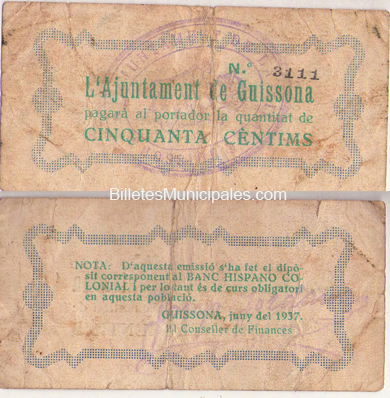 N.º 3111
L'Ajuntament de Guissona
pagarà al portador la quantitat de
CINQUANTA CÈNTIMS
BilletesMunicipales.com
NOTA: D'aquesta emissió s'ha fet el dipò-
sit corresponent al BANC HISPANO CO-
LONIAL i per lo tant és de curs obligatori
en aquesta població.
GUISSONA, juny del 1937.
El Conseller de Finances